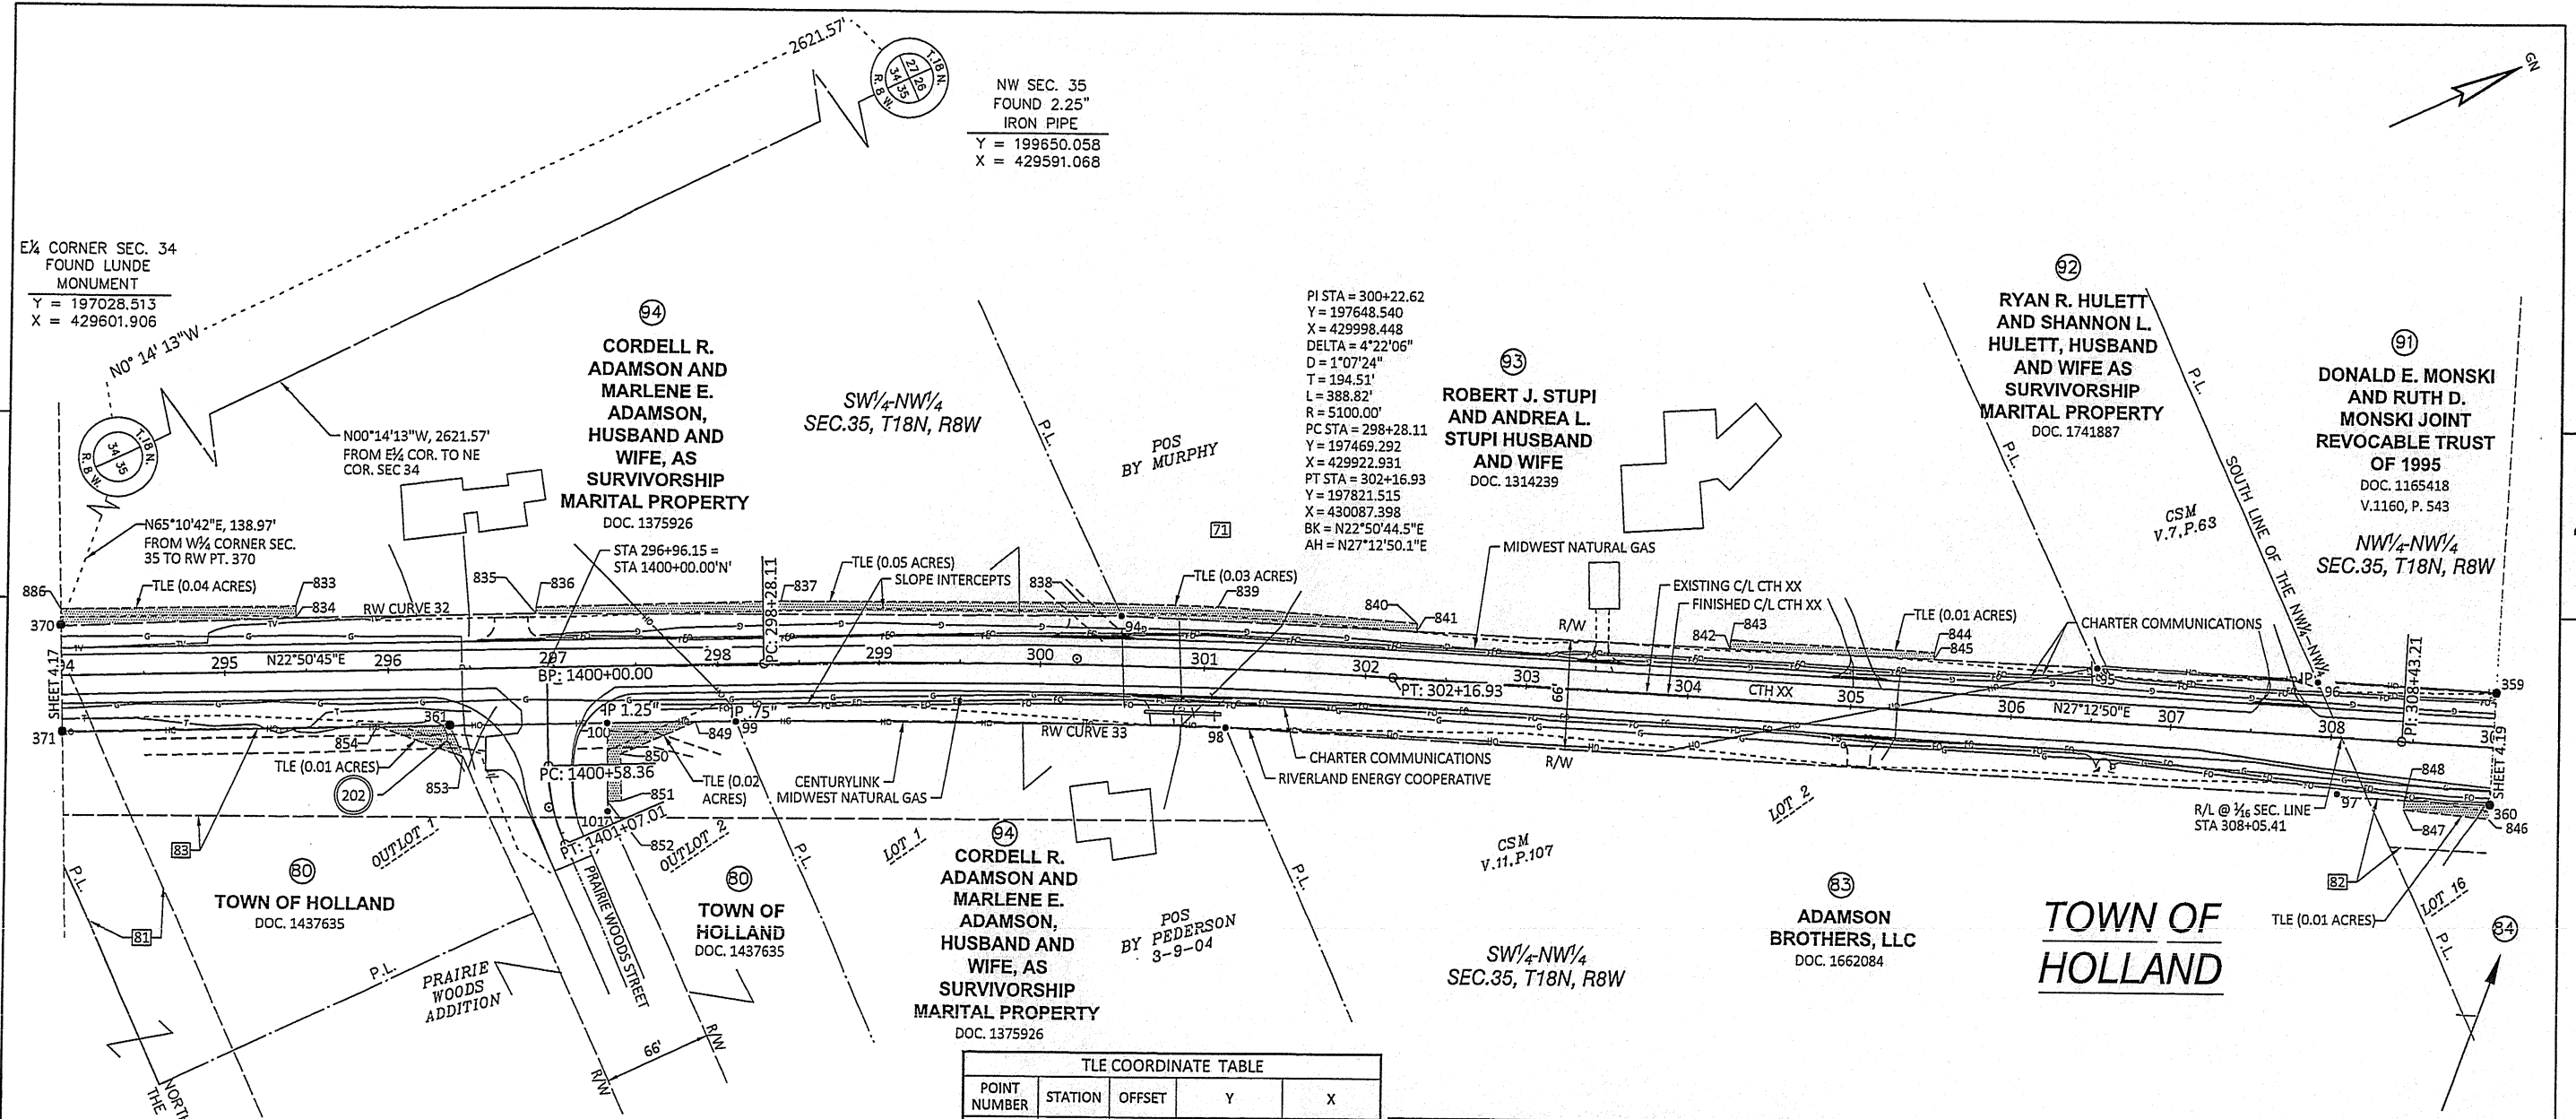 2621.57'
T.18 N.
27 26
34 35
R. 8 W.
NW SEC. 35
FOUND 2.25"
IRON PIPE
Y = 199650.058
X = 429591.068
GN
E¼ CORNER SEC. 34
FOUND LUNDE
MONUMENT
Y = 197028.513
X = 429601.906
N0° 14' 13"W
T.18 N.
34 35
R. 8 W.
N00°14'13"W, 2621.57'
FROM E¼ COR. TO NE
COR. SEC 34
N65°10'42"E, 138.97'
FROM W¼ CORNER SEC.
35 TO RW PT. 370
94
CORDELL R.
ADAMSON AND
MARLENE E.
ADAMSON,
HUSBAND AND
WIFE, AS
SURVIVORSHIP
MARITAL PROPERTY
DOC. 1375926
STA 296+96.15 =
STA 1400+00.00'N'
SW¼-NW¼
SEC.35, T18N, R8W
P.L.
POS
BY MURPHY
71
PI STA = 300+22.62
Y = 197648.540
X = 429998.448
DELTA = 4°22'06"
D = 1°07'24"
T = 194.51'
L = 388.82'
R = 5100.00'
PC STA = 298+28.11
Y = 197469.292
X = 429922.931
PT STA = 302+16.93
Y = 197821.515
X = 430087.398
BK = N22°50'44.5"E
AH = N27°12'50.1"E
93
ROBERT J. STUPI
AND ANDREA L.
STUPI HUSBAND
AND WIFE
DOC. 1314239
92
RYAN R. HULETT
AND SHANNON L.
HULETT, HUSBAND
AND WIFE AS
SURVIVORSHIP
MARITAL PROPERTY
DOC. 1741887
P.L.
P.L.
SOUTH LINE OF THE NW¼-NW¼
CSM
V.7,P.63
91
DONALD E. MONSKI
AND RUTH D.
MONSKI JOINT
REVOCABLE TRUST
OF 1995
DOC. 1165418
V.1160, P. 543
NW¼-NW¼
SEC.35, T18N, R8W
886
TLE (0.04 ACRES)
833
834
RW CURVE 32
835
836
PC: 298+28.11
837
TLE (0.05 ACRES)
SLOPE INTERCEPTS
838
TLE (0.03 ACRES)
839
840
841
94
MIDWEST NATURAL GAS
EXISTING C/L CTH XX
FINISHED C/L CTH XX
R/W
66'
842
843
TLE (0.01 ACRES)
844
845
CHARTER COMMUNICATIONS
95
IP
96
PI: 308+43.21
359
370
SHEET 4.17
294
295
N22°50'45"E
296
297
298
299
300
301
302
303
304
CTH XX
305
306
N27°12'50"E
307
308
SHEET 4.19
BP: 1400+00.00
PT: 302+16.93
371
361
854
TLE (0.01 ACRES)
202
853
IP 1.25"
100
IP .75"
99
849
850
PC: 1400+58.36
851
TLE (0.02
ACRES)
101
PT: 1401+07.01
852
CENTURYLINK
MIDWEST NATURAL GAS
RW CURVE 33
98
CHARTER COMMUNICATIONS
RIVERLAND ENERGY COOPERATIVE
R/W
R/L @ 1/16 SEC. LINE
STA 308+05.41
97
848
847
360
846
82
TLE (0.01 ACRES)
LOT 16
P.L.
84
83
81
P.L.
OUTLOT 1
80
TOWN OF HOLLAND
DOC. 1437635
P.L.
PRAIRIE
WOODS
ADDITION
PRAIRIE WOODS STREET
R/W
66'
R/W
OUTLOT 2
80
TOWN OF
HOLLAND
DOC. 1437635
P.L.
LOT 1
94
CORDELL R.
ADAMSON AND
MARLENE E.
ADAMSON,
HUSBAND AND
WIFE, AS
SURVIVORSHIP
MARITAL PROPERTY
DOC. 1375926
POS
BY PEDERSON
3-9-04
P.L.
CSM
V.11,P.107
LOT 2
SW¼-NW¼
SEC.35, T18N, R8W
83
ADAMSON
BROTHERS, LLC
DOC. 1662084
TOWN OF
HOLLAND
NORTH
THE
TLE COORDINATE TABLE
POINT NUMBER STATION OFFSET Y X